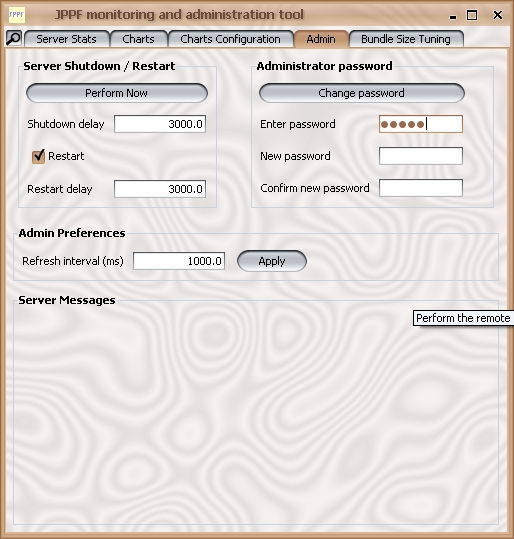 JPPF
JPPF monitoring and administration tool
Server Stats
Charts
Charts Configuration
Admin
Bundle Size Tuning
Server Shutdown / Restart
Perform Now
Shutdown delay
3000.0
Restart
Restart delay
3000.0
Administrator password
Change password
Enter password
New password
Confirm new password
Admin Preferences
Refresh interval (ms)
1000.0
Apply
Server Messages
Perform the remote